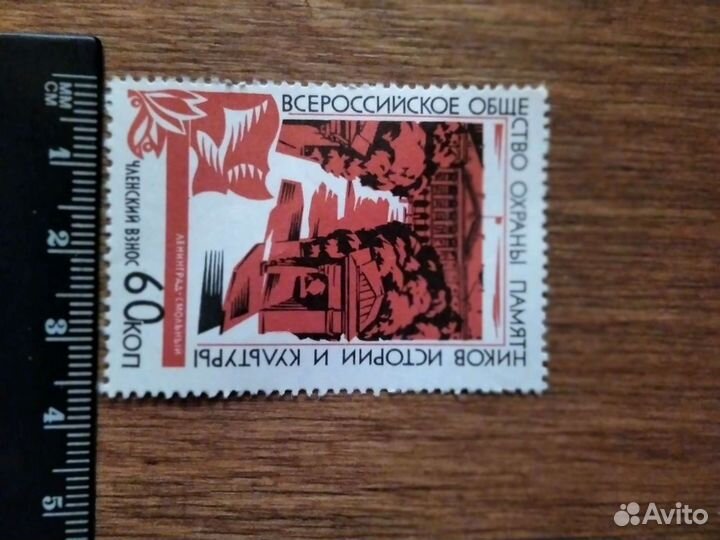 ВСЕРОССИЙСКОЕ ОБЩЕ
СТВО ОХРАНЫ ПАМЯТ
НИКОВ ИСТОРИИ И КУЛЬТУРЫ
ЛЕНИНГРАД-СМОЛЬНЫЙ
ЧЛЕНСКИЙ ВЗНОС 60 КОП
ММ
СМ
1
2
3
4
5
Avito